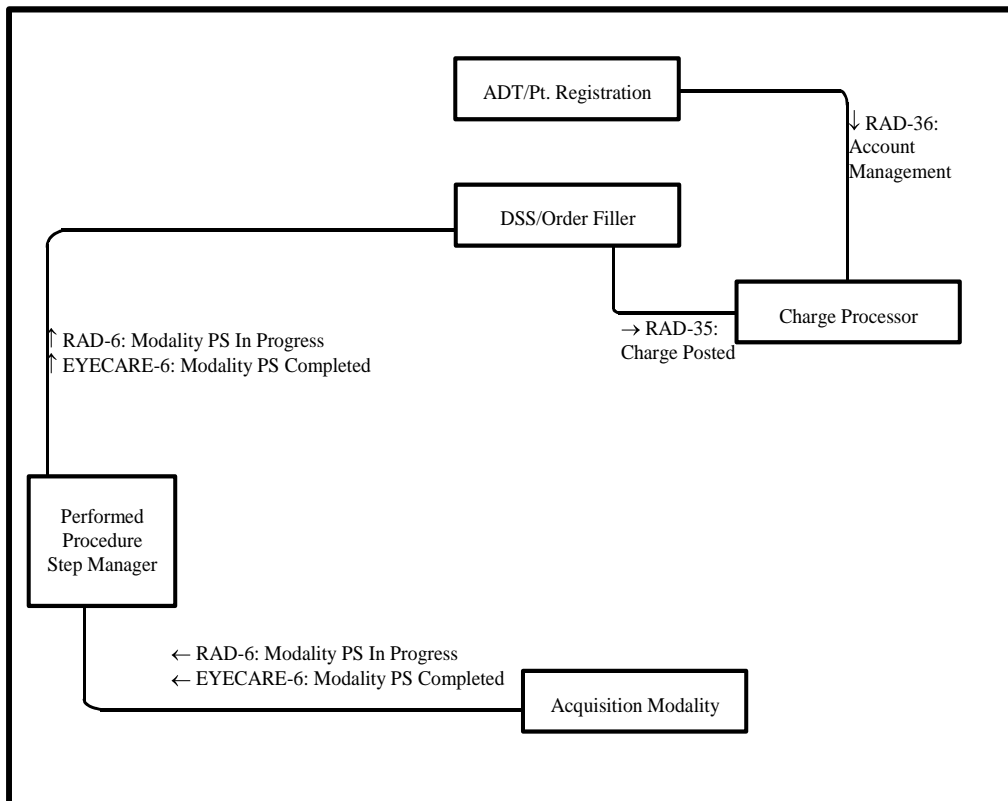 ADT/Pt. Registration
↓ RAD-36:
Account
Management
DSS/Order Filler
→ RAD-35:
Charge Posted
Charge Processor
↑ RAD-6: Modality PS In Progress
↑ EYECARE-6: Modality PS Completed
Performed
Procedure
Step Manager
← RAD-6: Modality PS In Progress
← EYECARE-6: Modality PS Completed
Acquisition Modality